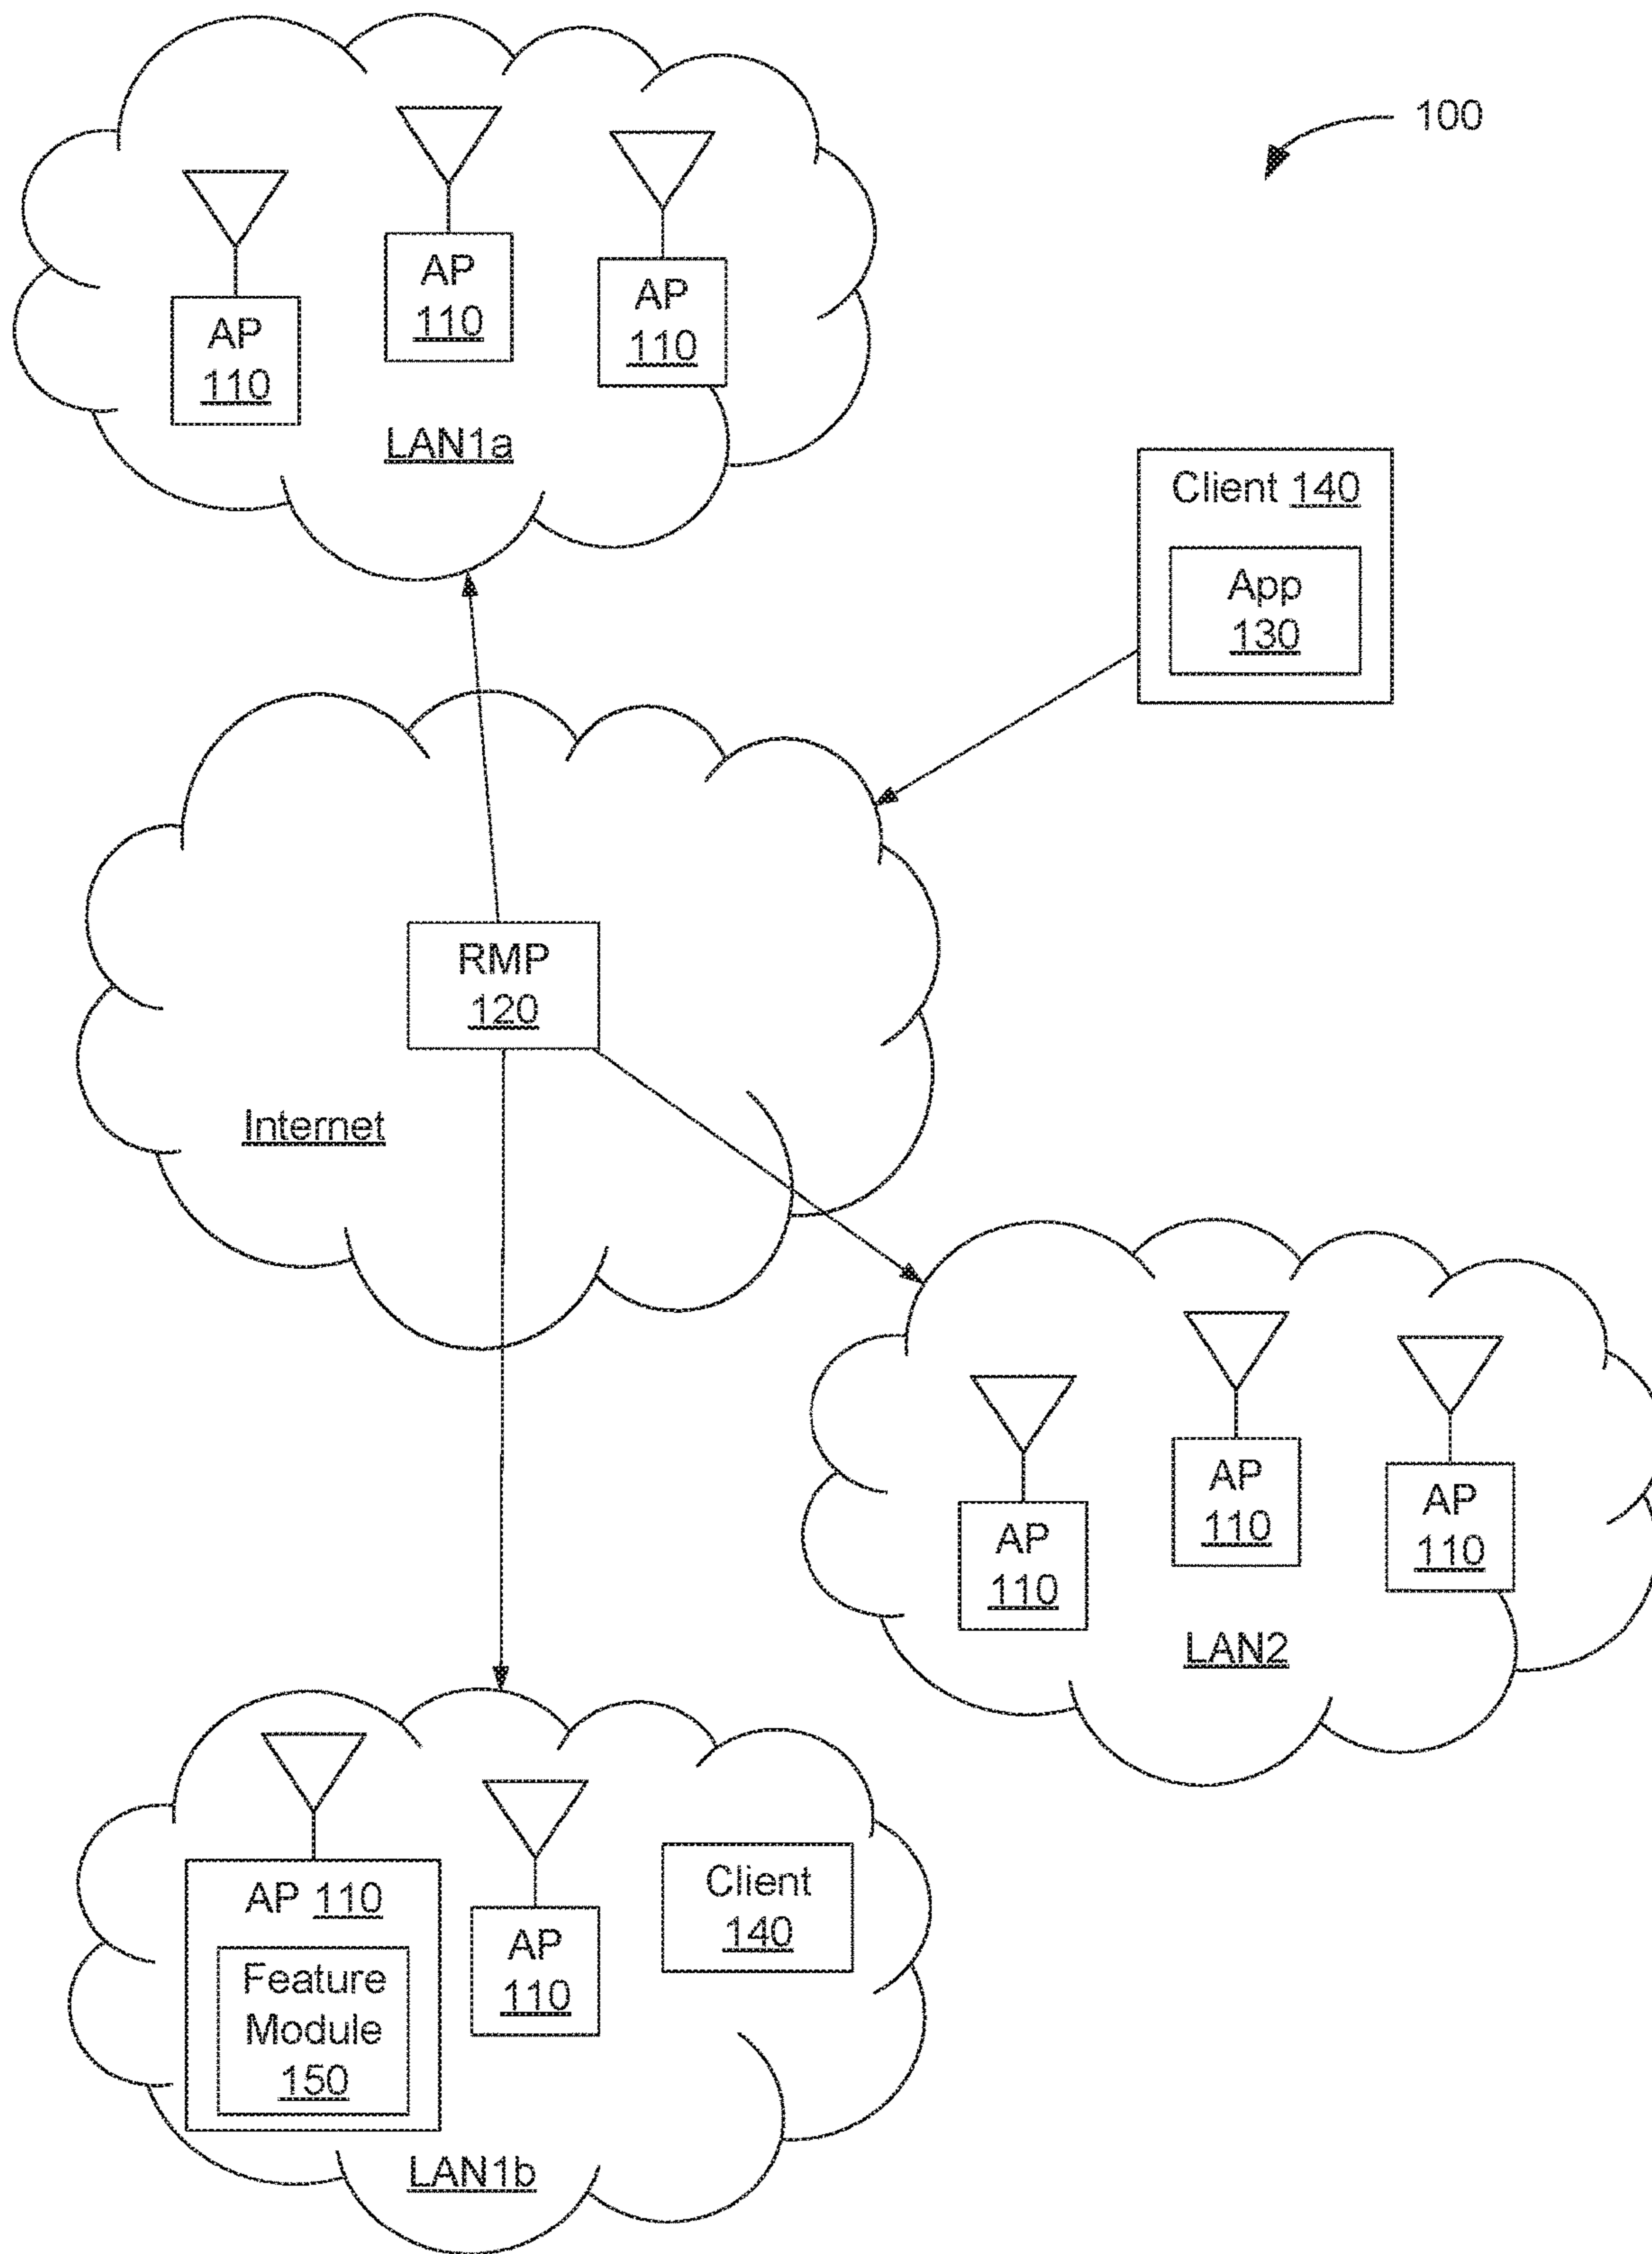 100
AP
110
AP
110
AP
110
LAN1a
Client 140
App
130
RMP
120
Internet
AP
110
AP
110
AP
110
LAN2
AP 110
Feature
Module
150
AP
110
Client
140
LAN1b